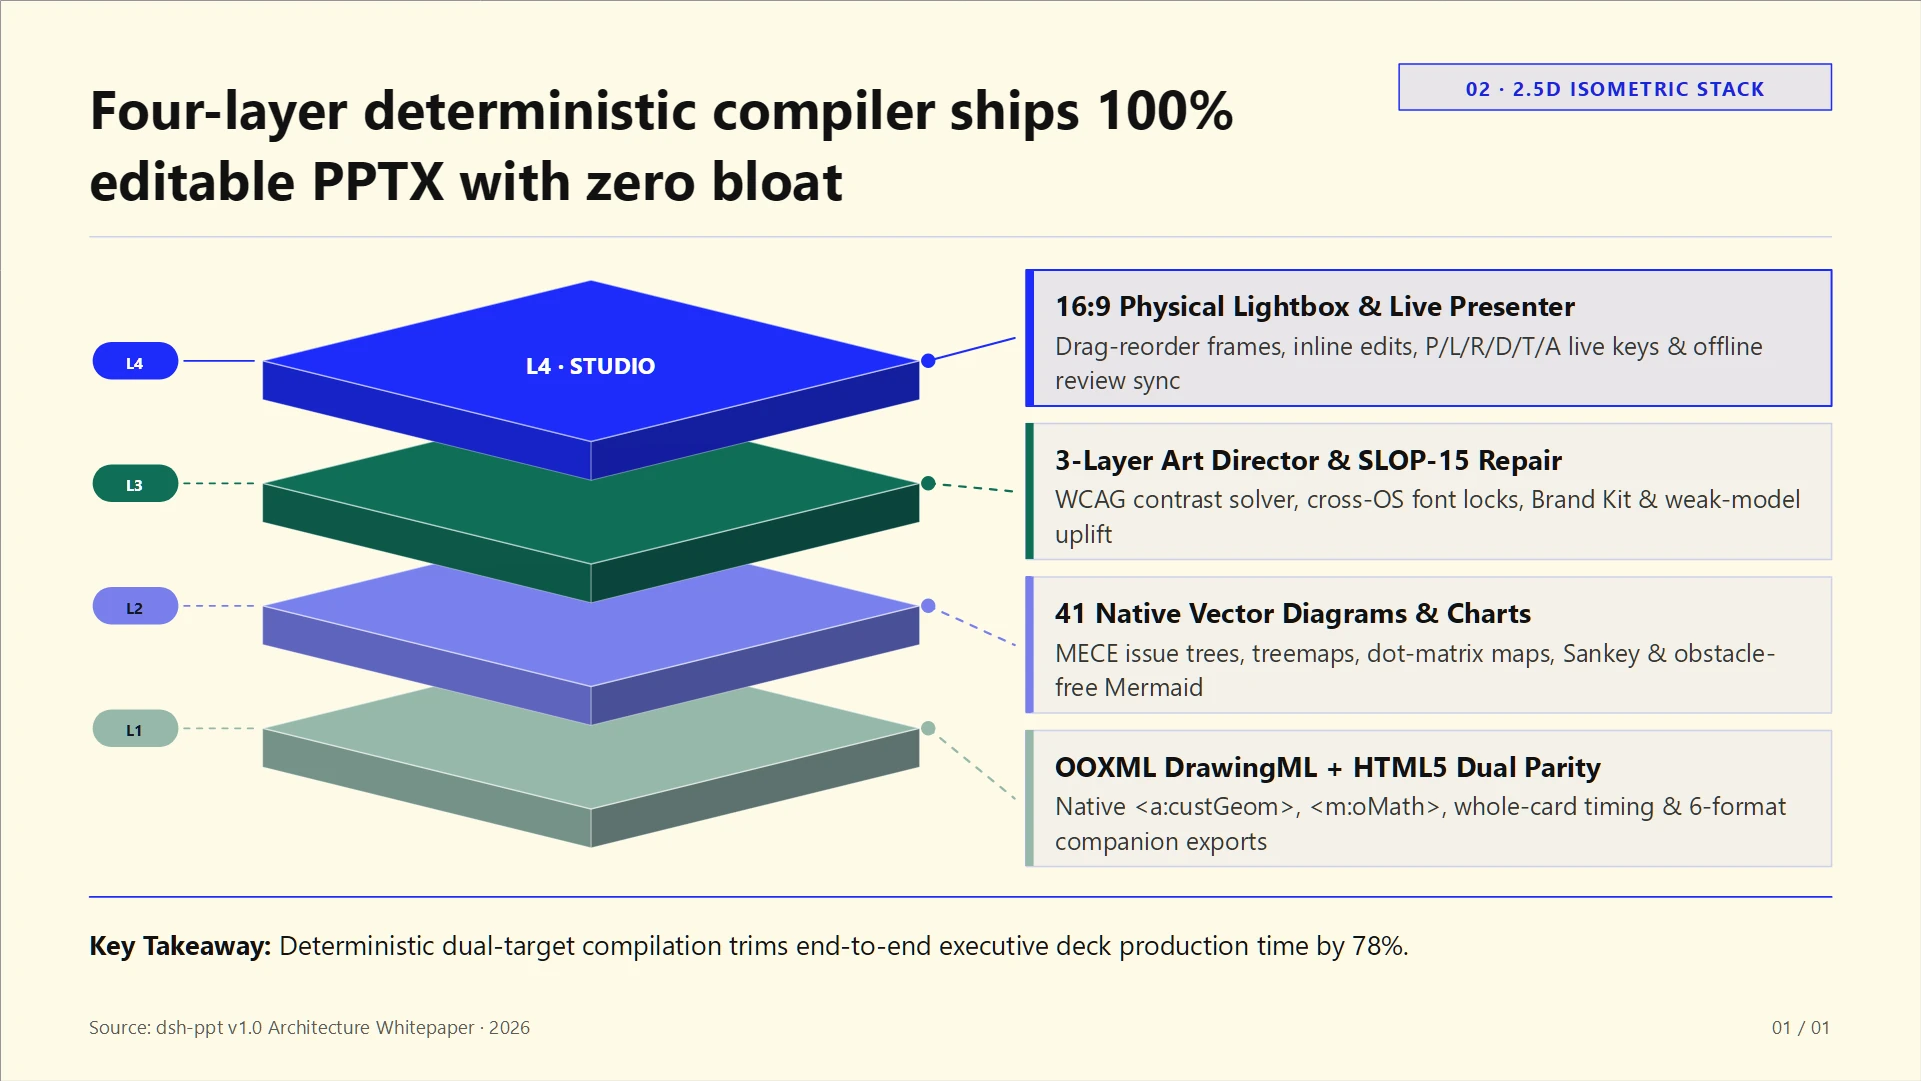 Four-layer deterministic compiler ships 100%
editable PPTX with zero bloat
02 · 2.5D ISOMETRIC STACK
L4
L4 · STUDIO
16:9 Physical Lightbox & Live Presenter
Drag-reorder frames, inline edits, P/L/R/D/T/A live keys & offline
review sync
L3
3-Layer Art Director & SLOP-15 Repair
WCAG contrast solver, cross-OS font locks, Brand Kit & weak-model
uplift
L2
41 Native Vector Diagrams & Charts
MECE issue trees, treemaps, dot-matrix maps, Sankey & obstacle-
free Mermaid
L1
OOXML DrawingML + HTML5 Dual Parity
Native <a:custGeom>, <m:oMath>, whole-card timing & 6-format
companion exports
Key Takeaway: Deterministic dual-target compilation trims end-to-end executive deck production time by 78%.
Source: dsh-ppt v1.0 Architecture Whitepaper · 2026
01 / 01